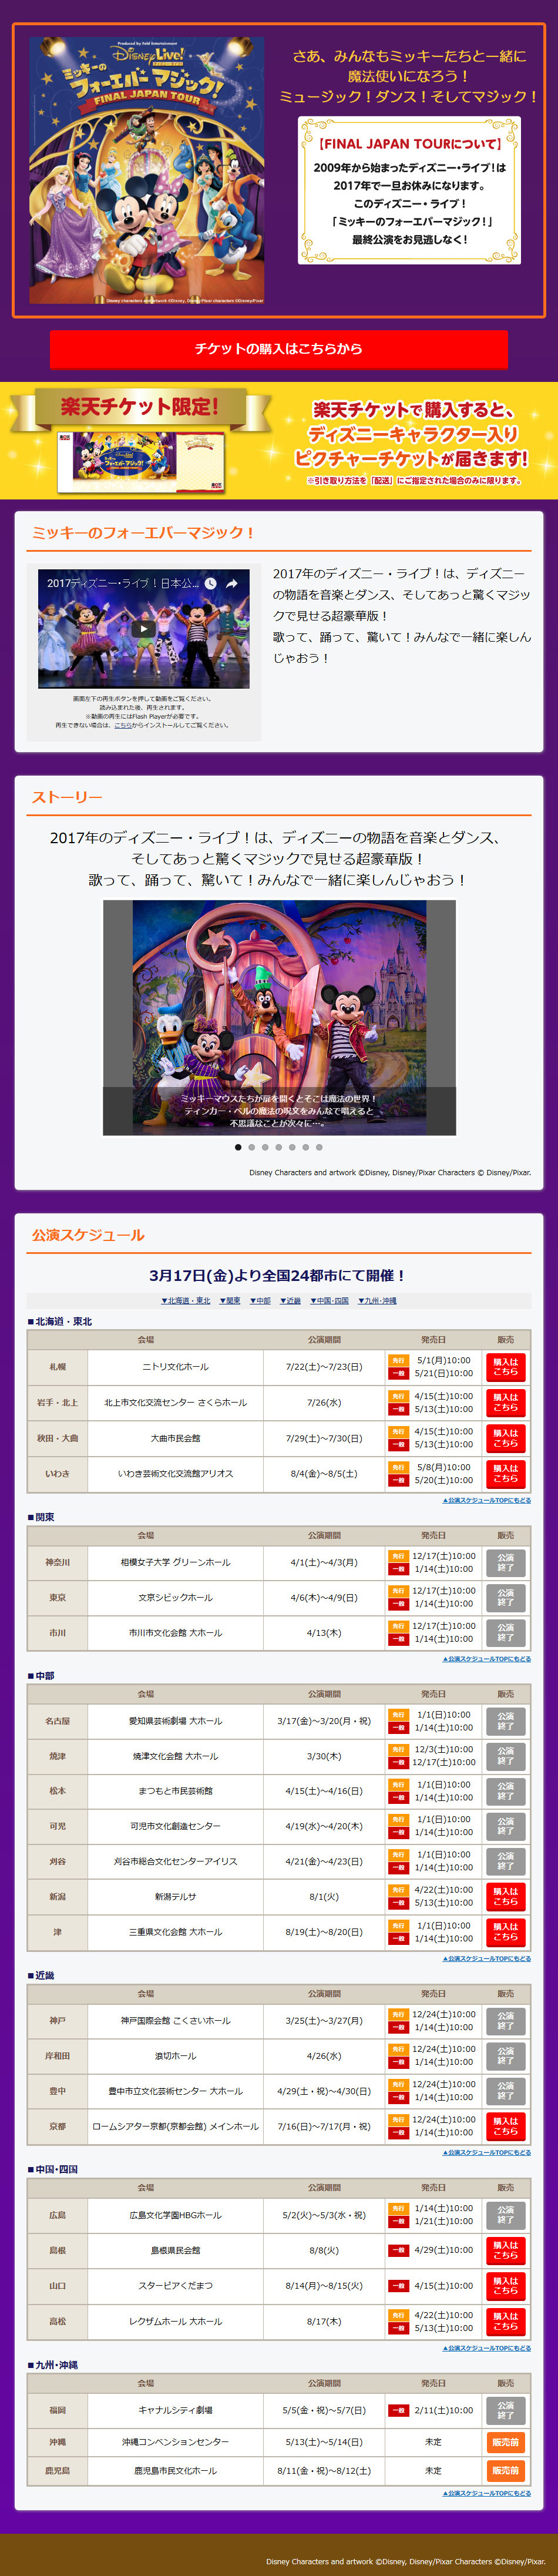 Produced by Feld Entertainment
Disney Live!
ミッキーの
フォーエバー マジック!
FINAL JAPAN TOUR
Disney characters and artwork ©Disney, Disney/Pixar characters ©Disney/Pixar
さあ、みんなもミッキーたちと一緒に
魔法使いになろう！
ミュージック！ダンス！そしてマジック！
【FINAL JAPAN TOURについて】
2009年から始まったディズニー・ライブ！は
2017年で一旦お休みになります。
このディズニー・ライブ！
「ミッキーのフォーエバーマジック！」
最終公演をお見逃しなく！
チケットの購入はこちらから
楽天チケット限定!
楽天チケットで購入すると、
ディズニーキャラクター入り
ピクチャーチケットが届きます!
※引き取り方法を「配送」にご指定された場合のみに限ります。
ミッキーのフォーエバーマジック！
2017ディズニー・ライブ！日本公...
画面左下の再生ボタンを押して動画をご覧ください。
読み込まれた後、再生されます。
※動画の再生にはFlash Playerが必要です。
再生できない場合は、こちらからインストールしてご覧ください。
2017年のディズニー・ライブ！は、ディズニー
の物語を音楽とダンス、そしてあっと驚くマジッ
クで見せる超豪華版！
歌って、踊って、驚いて！みんなで一緒に楽しん
じゃおう！
ストーリー
2017年のディズニー・ライブ！は、ディズニーの物語を音楽とダンス、
そしてあっと驚くマジックで見せる超豪華版！
歌って、踊って、驚いて！みんなで一緒に楽しんじゃおう！
ミッキーマウスたちが扉を開くとそこは魔法の世界！
ティンカー・ベルの魔法の呪文をみんなで唱えると
不思議なことが次々に…。
Disney Characters and artwork ©Disney, Disney/Pixar Characters © Disney/Pixar.
公演スケジュール
3月17日(金)より全国24都市にて開催！
▼北海道・東北 ▼関東 ▼中部 ▼近畿 ▼中国・四国 ▼九州・沖縄
■北海道・東北
会場 公演期間 発売日 販売
札幌 ニトリ文化ホール 7/22(土)～7/23(日) 先行 5/1(月)10:00 一般 5/21(日)10:00 購入はこちら
岩手・北上 北上市文化交流センター さくらホール 7/26(水) 先行 4/15(土)10:00 一般 5/13(土)10:00 購入はこちら
秋田・大曲 大曲市民会館 7/29(土)～7/30(日) 先行 4/15(土)10:00 一般 5/13(土)10:00 購入はこちら
いわき いわき芸術文化交流館アリオス 8/4(金)～8/5(土) 先行 5/8(月)10:00 一般 5/20(土)10:00 購入はこちら
▲公演スケジュールTOPにもどる
■関東
会場 公演期間 発売日 販売
神奈川 相模女子大学 グリーンホール 4/1(土)～4/3(月) 先行 12/17(土)10:00 一般 1/14(土)10:00 公演終了
東京 文京シビックホール 4/6(木)～4/9(日) 先行 12/17(土)10:00 一般 1/14(土)10:00 公演終了
市川 市川市文化会館 大ホール 4/13(木) 先行 12/17(土)10:00 一般 1/14(土)10:00 公演終了
▲公演スケジュールTOPにもどる
■中部
会場 公演期間 発売日 販売
名古屋 愛知県芸術劇場 大ホール 3/17(金)～3/20(月・祝) 先行 1/1(日)10:00 一般 1/14(土)10:00 公演終了
焼津 焼津文化会館 大ホール 3/30(木) 先行 12/3(土)10:00 一般 12/17(土)10:00 公演終了
松本 まつもと市民芸術館 4/15(土)～4/16(日) 先行 1/1(日)10:00 一般 1/14(土)10:00 公演終了
可児 可児市文化創造センター 4/19(水)～4/20(木) 先行 1/1(日)10:00 一般 1/14(土)10:00 公演終了
刈谷 刈谷市総合文化センターアイリス 4/21(金)～4/23(日) 先行 1/1(日)10:00 一般 1/14(土)10:00 公演終了
新潟 新潟テルサ 8/1(火) 先行 4/22(土)10:00 一般 5/13(土)10:00 購入はこちら
津 三重県文化会館 大ホール 8/19(土)～8/20(日) 先行 1/1(日)10:00 一般 1/14(土)10:00 購入はこちら
▲公演スケジュールTOPにもどる
■近畿
会場 公演期間 発売日 販売
神戸 神戸国際会館 こくさいホール 3/25(土)～3/27(月) 先行 12/24(土)10:00 一般 1/14(土)10:00 公演終了
岸和田 浪切ホール 4/26(水) 先行 12/24(土)10:00 一般 1/14(土)10:00 公演終了
豊中 豊中市立文化芸術センター 大ホール 4/29(土・祝)～4/30(日) 先行 12/24(土)10:00 一般 1/14(土)10:00 公演終了
京都 ロームシアター京都(京都会館) メインホール 7/16(日)～7/17(月・祝) 先行 12/24(土)10:00 一般 1/14(土)10:00 購入はこちら
▲公演スケジュールTOPにもどる
■中国・四国
会場 公演期間 発売日 販売
広島 広島文化学園HBGホール 5/2(火)～5/3(水・祝) 先行 1/14(土)10:00 一般 1/21(土)10:00 公演終了
島根 島根県民会館 8/8(火) 一般 4/29(土)10:00 購入はこちら
山口 スターピアくだまつ 8/14(月)～8/15(火) 一般 4/15(土)10:00 購入はこちら
高松 レクザムホール 大ホール 8/17(木) 先行 4/22(土)10:00 一般 5/13(土)10:00 購入はこちら
▲公演スケジュールTOPにもどる
■九州・沖縄
会場 公演期間 発売日 販売
福岡 キャナルシティ劇場 5/5(金・祝)～5/7(日) 一般 2/11(土)10:00 公演終了
沖縄 沖縄コンベンションセンター 5/13(土)～5/14(日) 未定 販売前
鹿児島 鹿児島市民文化ホール 8/11(金・祝)～8/12(土) 未定 販売前
▲公演スケジュールTOPにもどる
Disney Characters and artwork ©Disney, Disney/Pixar Characters ©Disney/Pixar.